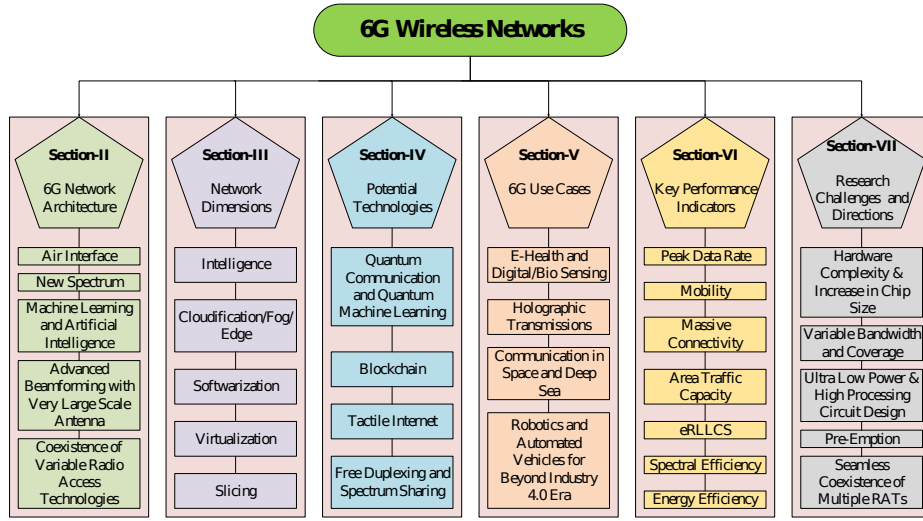 6G Wireless Networks
Section-II
6G Network
Architecture
Air Interface
New Spectrum
Machine Learning
and Artificial
Intelligence
Advanced
Beamforming with
Very Large Scale
Antenna
Coexistence of
Variable Radio
Access
Technologies
Section-III
Network
Dimensions
Intelligence
Cloudification/Fog/
Edge
Softwarization
Virtualization
Slicing
Section-IV
Potential
Technologies
Quantum
Communication
and Quantum
Machine Learning
Blockchain
Tactile Internet
Free Duplexing and
Spectrum Sharing
Section-V
6G Use Cases
E-Health and
Digital/Bio Sensing
Holographic
Transmissions
Communication in
Space and Deep
Sea
Robotics and
Automated
Vehicles for
Beyond Industry
4.0 Era
Section-VI
Key Performance
Indicators
Peak Data Rate
Mobility
Massive
Connectivity
Area Traffic
Capacity
eRLLCS
Spectral Efficiency
Energy Efficiency
Section-VII
Research
Challenges and
Directions
Hardware
Complexity &
Increase in Chip
Size
Variable Bandwidth
and Coverage
Ultra Low Power &
High Processing
Circuit Design
Pre-Emption
Seamless
Coexistence of
Multiple RATs